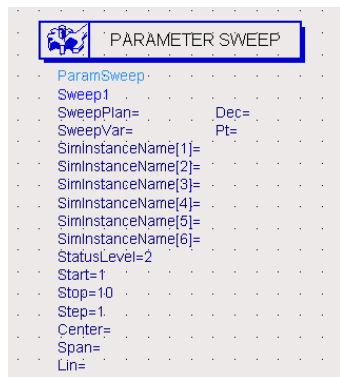 PARAMETER SWEEP
ParamSweep
Sweep1
SweepPlan= Dec=
SweepVar= Pt=
SimInstanceName[1]=
SimInstanceName[2]=
SimInstanceName[3]=
SimInstanceName[4]=
SimInstanceName[5]=
SimInstanceName[6]=
StatusLevel=2
Start=1
Stop=10
Step=1
Center=
Span=
Lin=